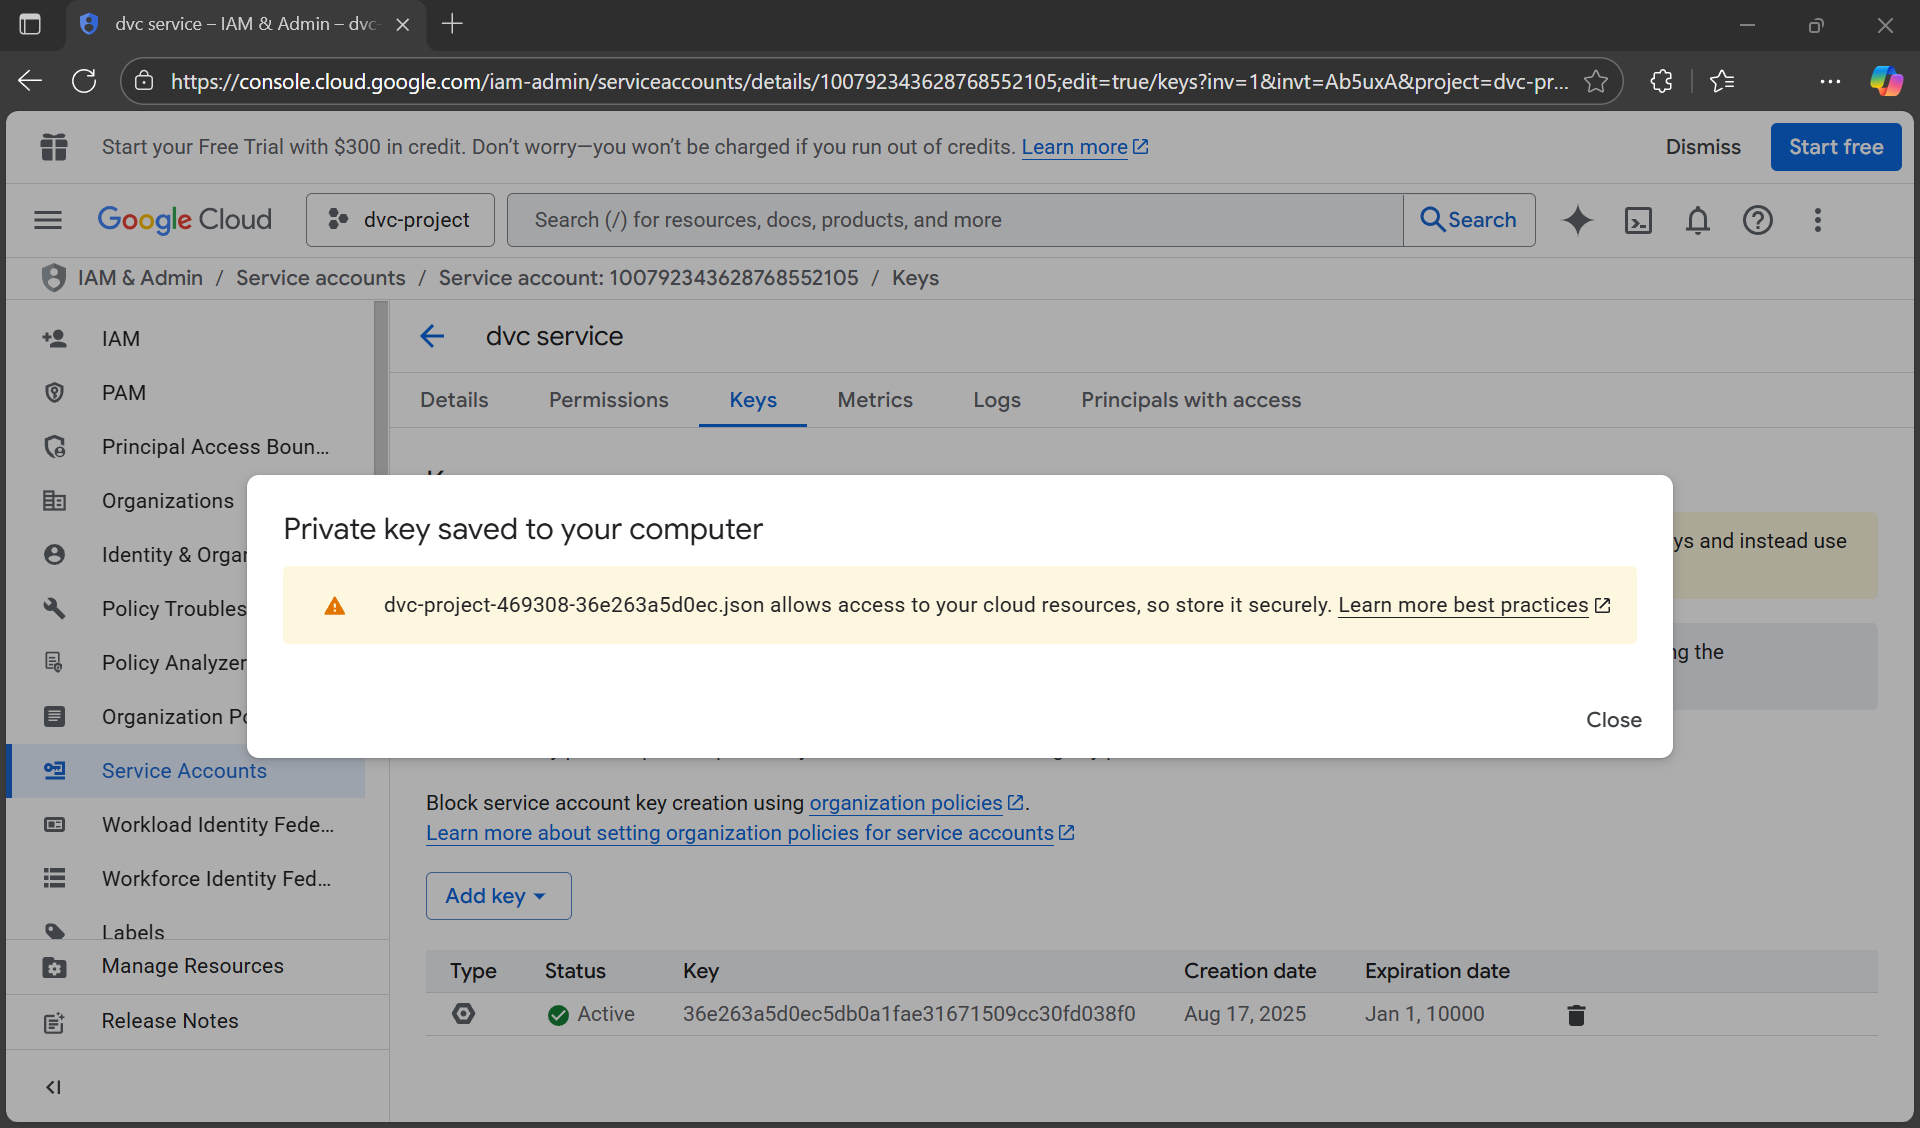 dvc service – IAM & Admin – dvc-
https://console.cloud.google.com/iam-admin/serviceaccounts/details/100792343628768552105;edit=true/keys?inv=1&invt=Ab5uxA&project=dvc-pr...
Start your Free Trial with $300 in credit. Don’t worry—you won’t be charged if you run out of credits. Learn more
Dismiss
Start free
Google Cloud
dvc-project
Search (/) for resources, docs, products, and more
Search
IAM & Admin / Service accounts / Service account: 100792343628768552105 / Keys
IAM
PAM
Principal Access Boun...
Organizations
Identity & Organ
Policy Troubles
Policy Analyzer
Organization Po
Service Accounts
Workload Identity Fede...
Workforce Identity Fed...
Labels
Manage Resources
Release Notes
dvc service
Details Permissions Keys Metrics Logs Principals with access
ys and instead use
ng the
Private key saved to your computer
dvc-project-469308-36e263a5d0ec.json allows access to your cloud resources, so store it securely. Learn more best practices
Close
Block service account key creation using organization policies.
Learn more about setting organization policies for service accounts
Add key
Type Status Key Creation date Expiration date
Active 36e263a5d0ec5db0a1fae31671509cc30fd038f0 Aug 17, 2025 Jan 1, 10000